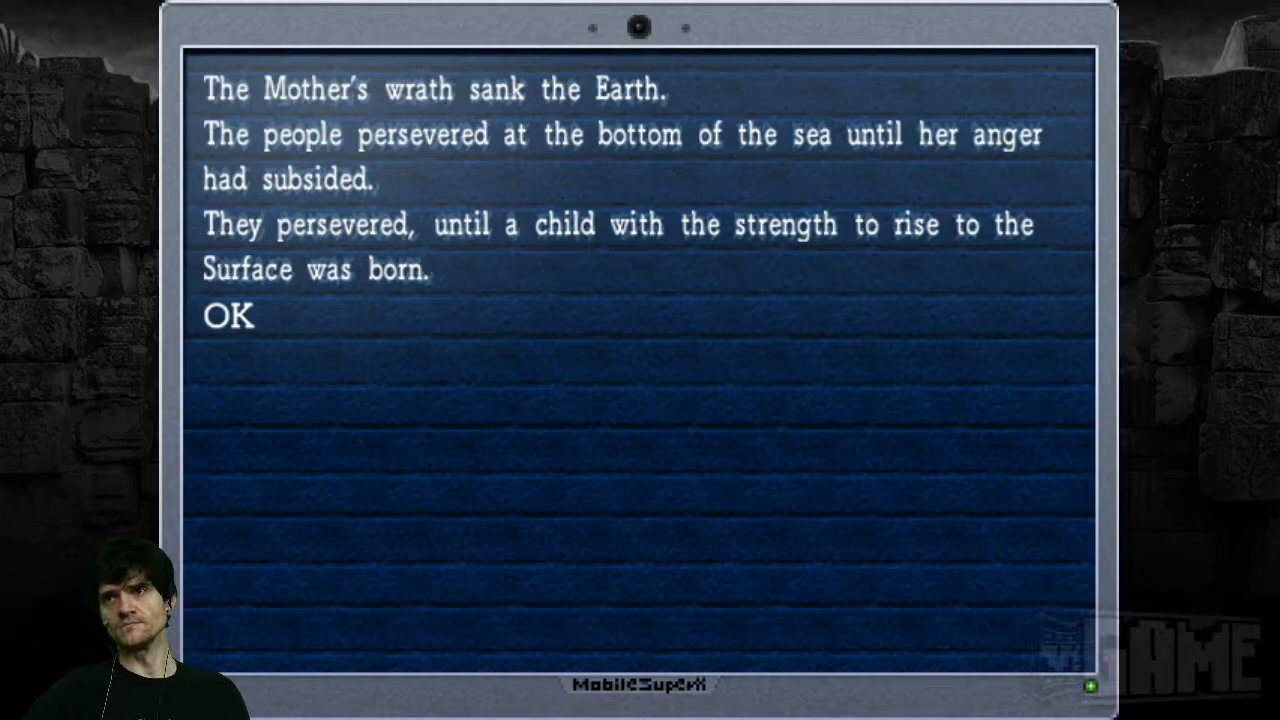 The Mother's wrath sank the Earth.
The people persevered at the bottom of the sea until her anger
had subsided.
They persevered, until a child with the strength to rise to the
Surface was born.
OK
MobileSuperX
GAME